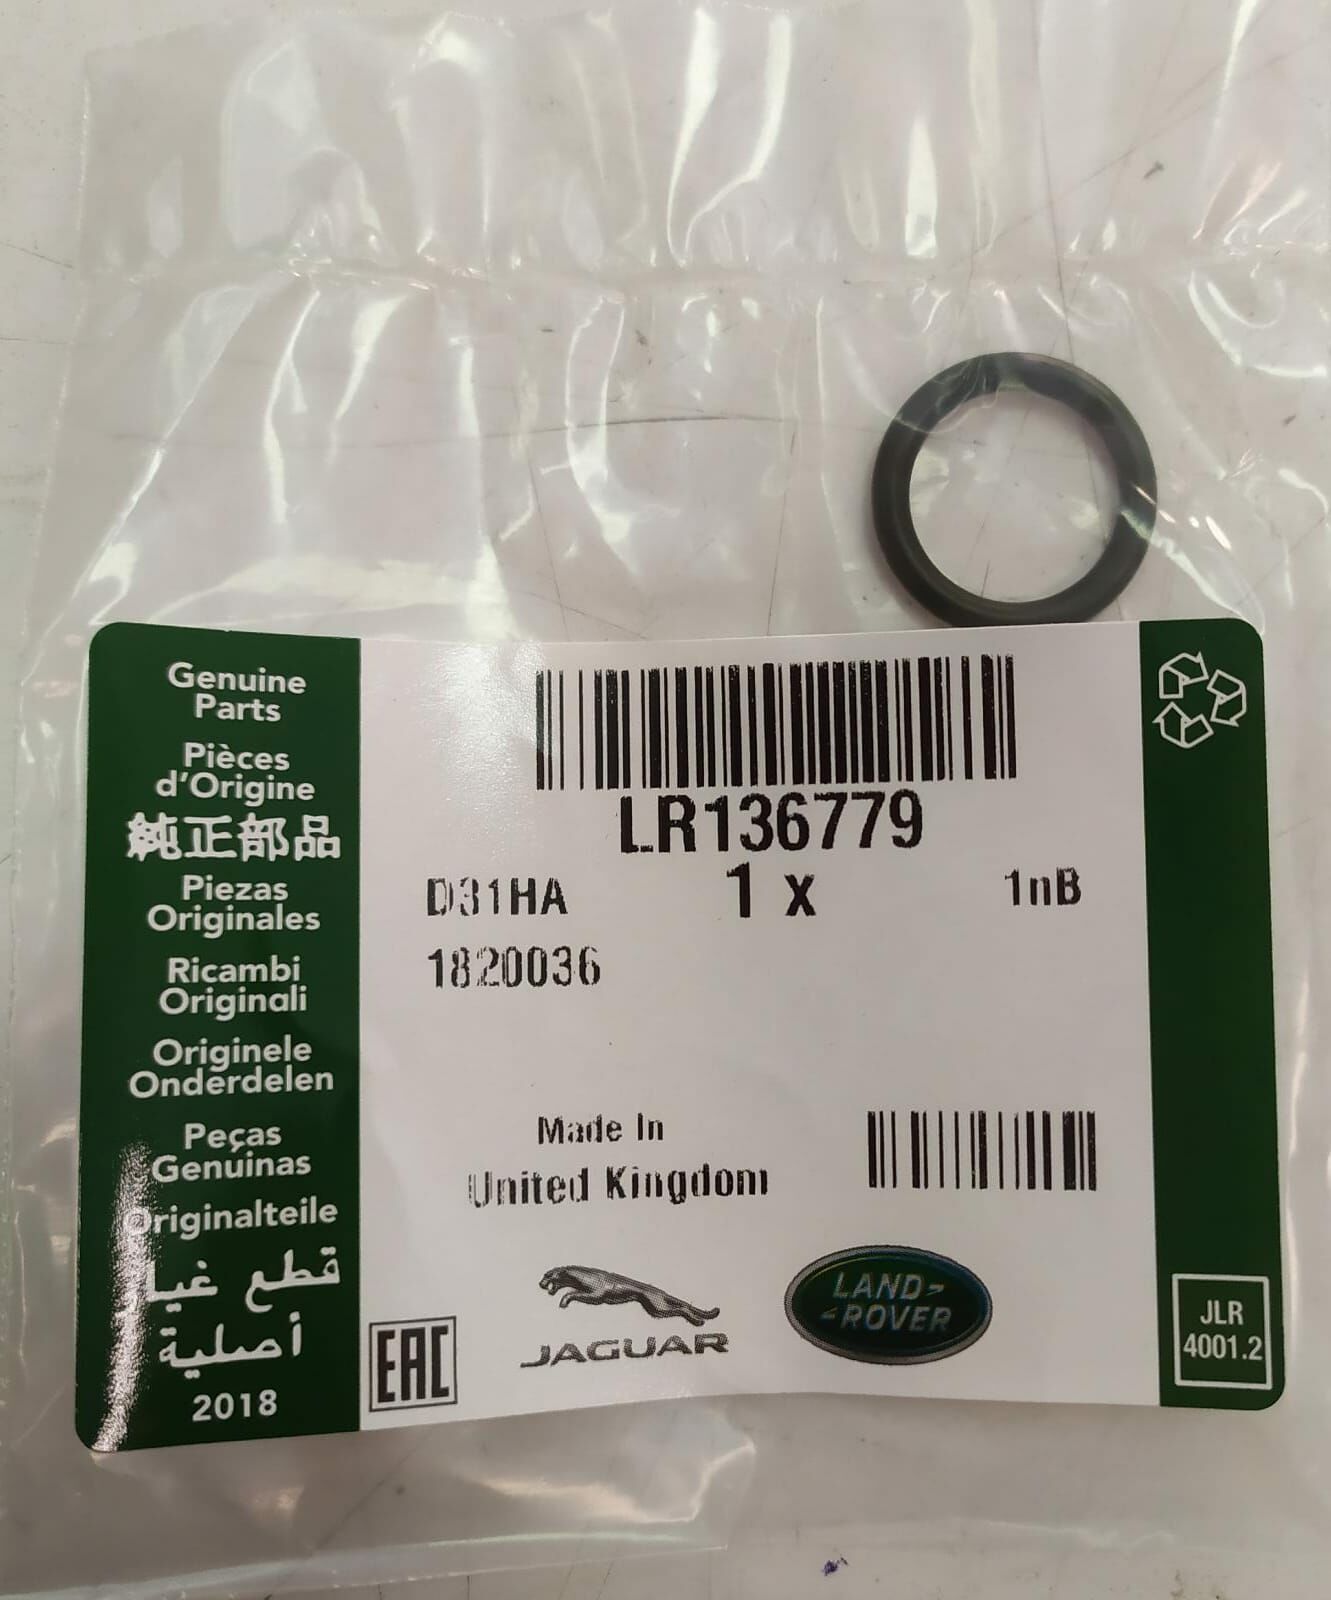 Genuine
Parts
Pièces
d'Origine
純正部品
Piezas
Originales
Ricambi
Originali
Originele
Onderdelen
Peças
Genuinas
Originalteile
قطع غيار
أصلية
2018
LR136779
D31HA 1 x 1nB
1820036
Made In
United Kingdom
EAC
JAGUAR
LAND-
-ROVER
JLR
4001.2